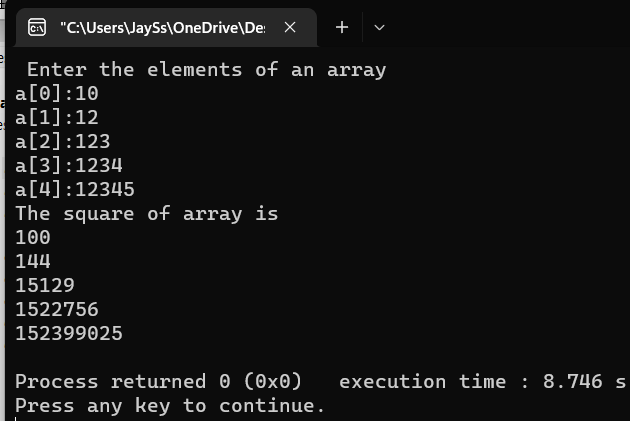 "C:\Users\JaySs\OneDrive\De:
Enter the elements of an array
a[0]:10
a[1]:12
a[2]:123
a[3]:1234
a[4]:12345
The square of array is
100
144
15129
1522756
152399025
Process returned 0 (0x0)   execution time : 8.746 s
Press any key to continue.